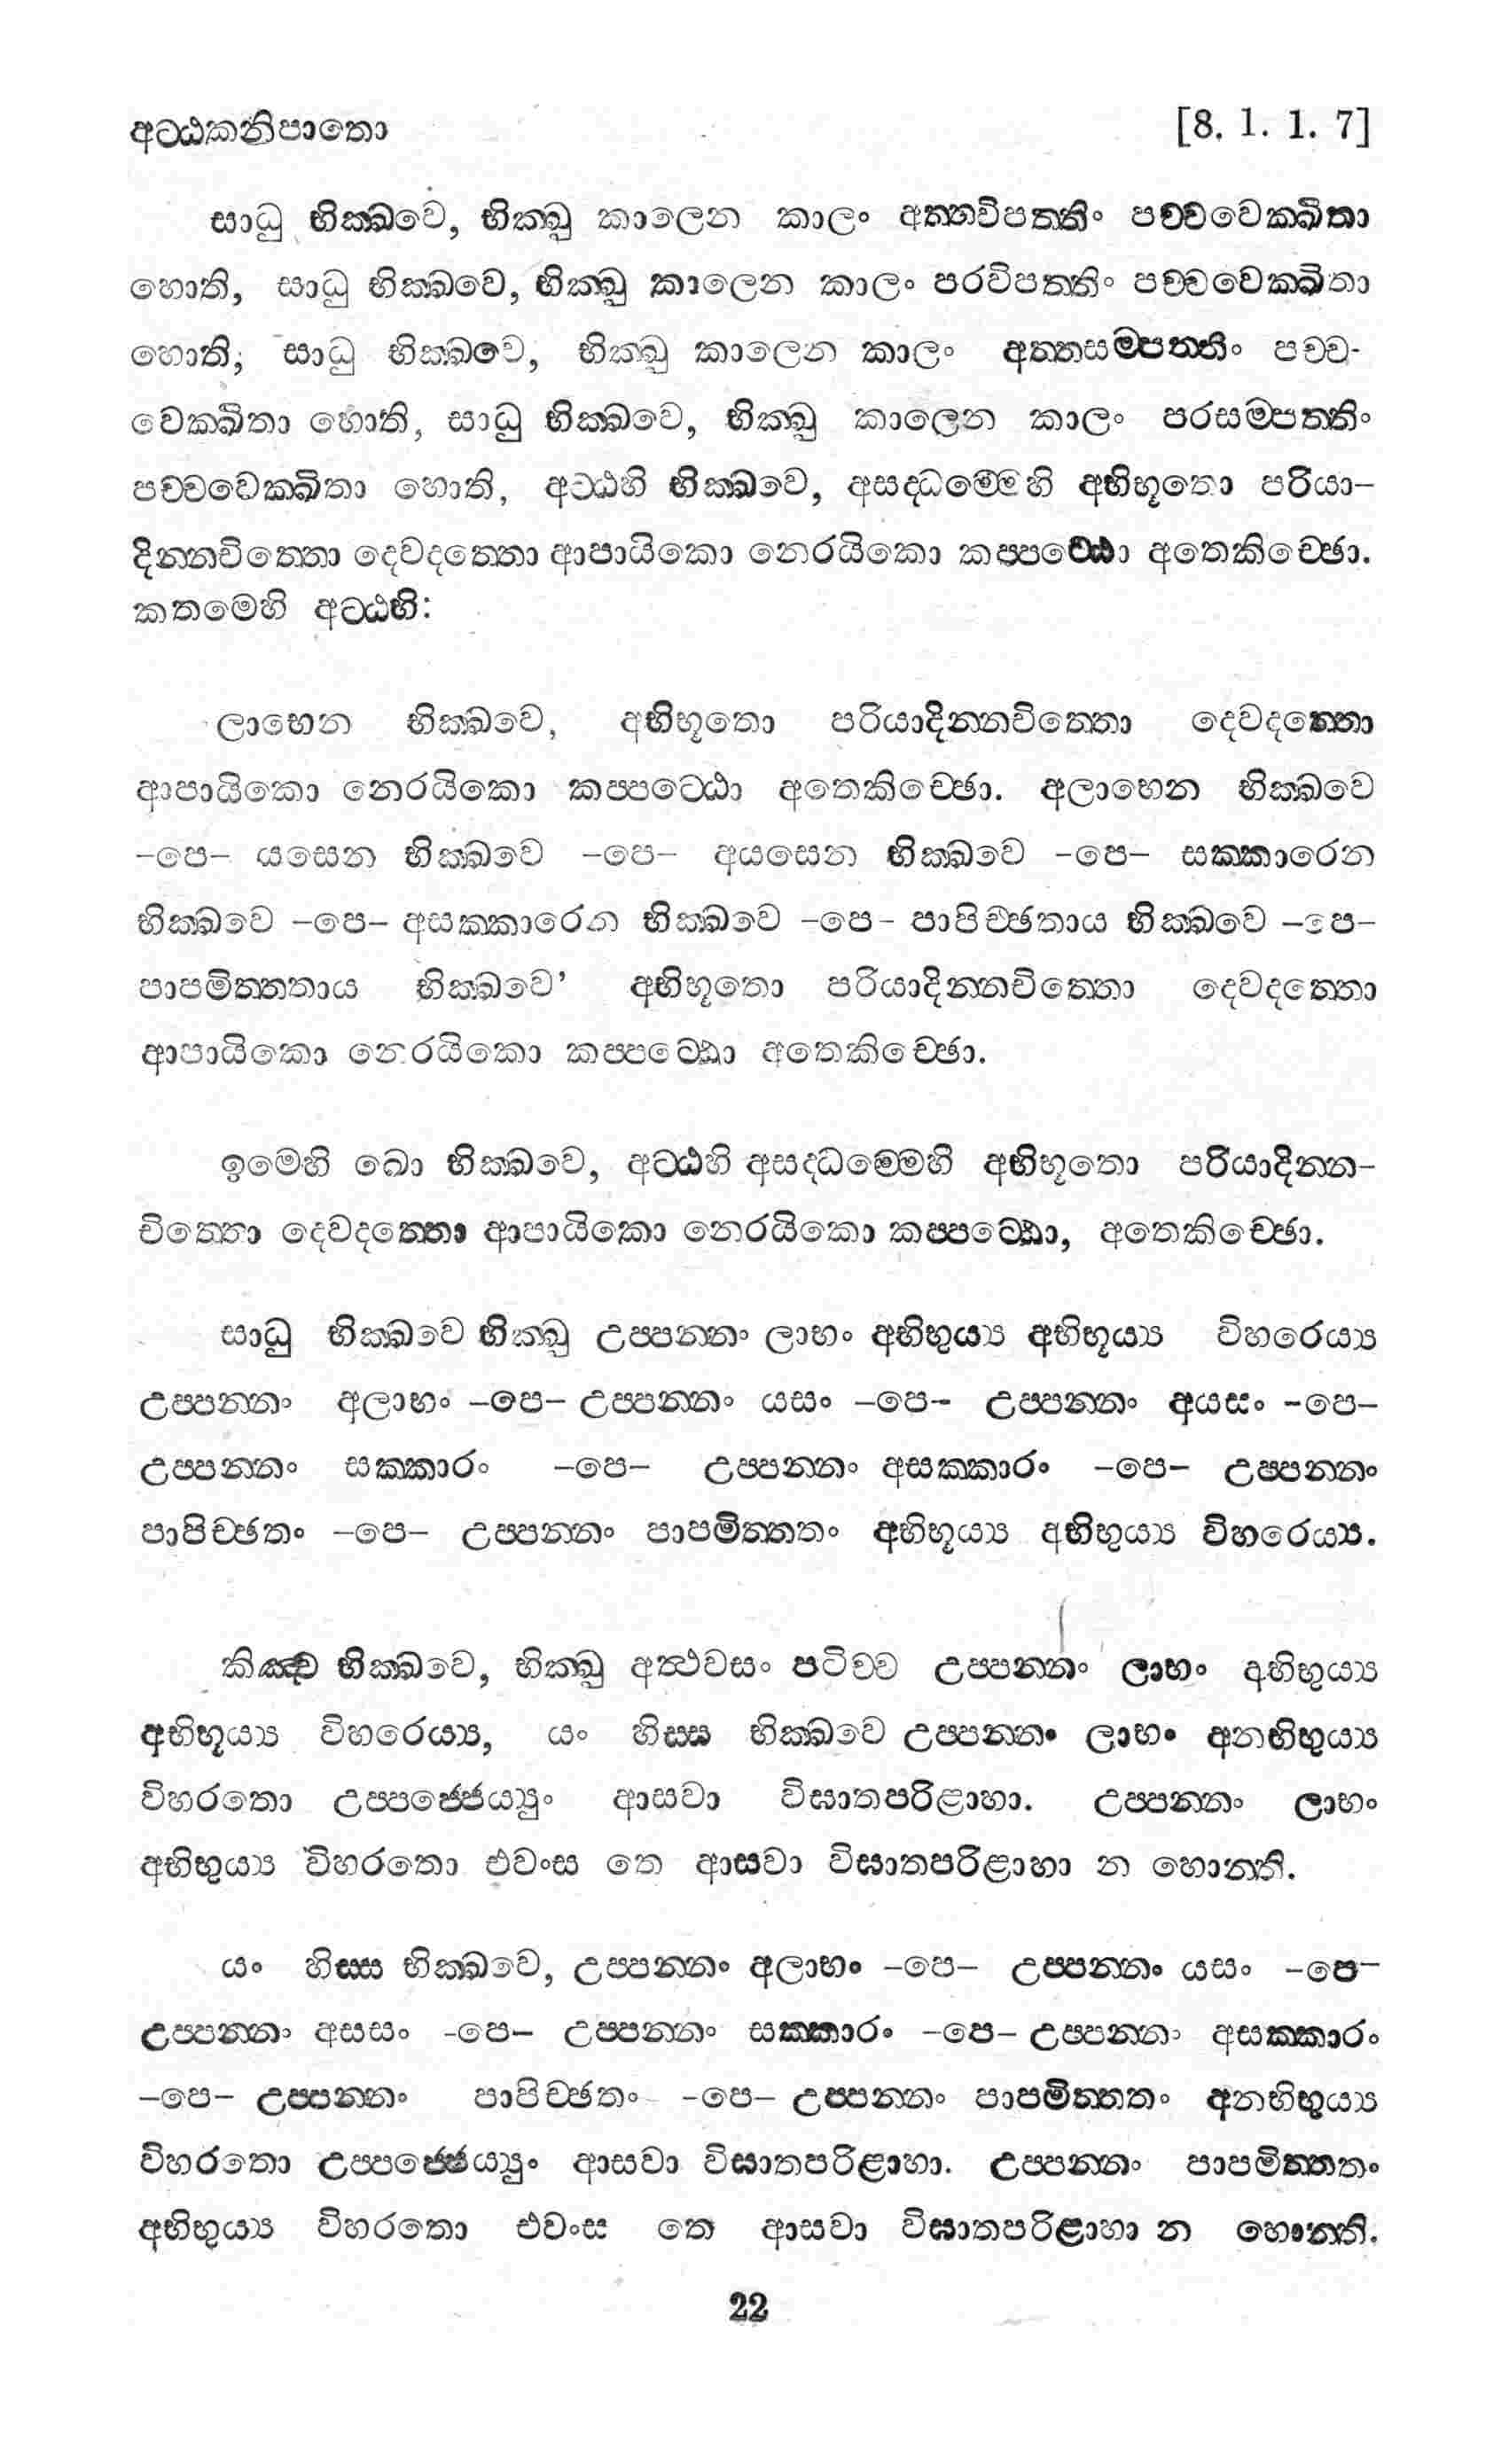 අට්ඨකනිපාතො [8. 1. 1. 7]
සාධු භික්ඛවෙ, භික්ඛු කාලෙන කාලං අත්තවිපත්තිං පච්චවෙක්ඛිතා
හොති, සාධු භික්ඛවෙ, භික්ඛු කාලෙන කාලං පරවිපත්තිං පච්චවෙක්ඛිතා
හොති, සාධු භික්ඛවෙ, භික්ඛු කාලෙන කාලං අත්තසම්පත්තිං පච්ච-
වෙක්ඛිතා හොති, සාධු භික්ඛවෙ, භික්ඛු කාලෙන කාලං පරසම්පත්තිං
පච්චවෙක්ඛිතා හොති, අට්ඨහි භික්ඛවෙ, අසද්ධම්මෙහි අභිභූතො පරියා-
දින්නචිත්තො දෙවදත්තො ආපායිකො නෙරයිකො කප්පට්ඨො අතෙකිච්ඡො.
කතමෙහි අට්ඨභි:
ලාභෙන භික්ඛවෙ, අභිභූතො පරියාදින්නචිත්තො දෙවදත්තො
ආපායිකො නෙරයිකො කප්පට්ඨො අතෙකිච්ඡො. අලාභෙන භික්ඛවෙ
–පෙ– යසෙන භික්ඛවෙ –පෙ– අයසෙන භික්ඛවෙ –පෙ– සක්කාරෙන
භික්ඛවෙ –පෙ– අසක්කාරෙන භික්ඛවෙ –පෙ– පාපිච්ඡතාය භික්ඛවෙ –පෙ–
පාපමිත්තතාය භික්ඛවෙ’ අභිභූතො පරියාදින්නචිත්තො දෙවදත්තො
ආපායිකො නෙරයිකො කප්පට්ඨො අතෙකිච්ඡො.
ඉමෙහි ඛො භික්ඛවෙ, අට්ඨහි අසද්ධම්මෙහි අභිභූතො පරියාදින්න-
චිත්තො දෙවදත්තො ආපායිකො නෙරයිකො කප්පට්ඨො, අතෙකිච්ඡො.
සාධු භික්ඛවෙ භික්ඛු උප්පන්නං ලාභං අභිභුය්‍ය අභිභූය්‍ය විහරෙය්‍ය
උප්පන්නං අලාභං –පෙ– උප්පන්නං යසං –පෙ– උප්පන්නං අයසං –පෙ–
උප්පන්නං සක්කාරං –පෙ– උප්පන්නං අසක්කාරං –පෙ– උප්පන්නං
පාපිච්ඡතං –පෙ– උප්පන්නං පාපමිත්තතං අභිභූය්‍ය අභිභුය්‍ය විහරෙය්‍ය.
කිඤ්ච භික්ඛවෙ, භික්ඛු අත්‍ථවසං පටිච්ච උප්පන්නං ලාභං අභිභුය්‍ය
අභිභූය්‍ය විහරෙය්‍ය, යං හිස්ස භික්ඛවෙ උප්පන්නං ලාභං අනභිභුය්‍ය
විහරතො උප්පජ්ජෙය්‍යුං ආසවා විඝාතපරිළාහා. උප්පන්නං ලාභං
අභිභුය්‍ය විහරතො එවංස තෙ ආසවා විඝාතපරිළාහා න හොන්ති.
යං හිස්ස භික්ඛවෙ, උප්පන්නං අලාභං –පෙ– උප්පන්නං යසං –පෙ–
උප්පන්නං අසසං –පෙ– උප්පන්නං සක්කාරං –පෙ– උප්පන්නං අසක්කාරං
–පෙ– උප්පන්නං පාපිච්ඡතං –පෙ– උප්පන්නං පාපමිත්තතං අනභිභුය්‍ය
විහරතො උප්පජ්ජෙය්‍යුං ආසවා විඝාතපරිළාහා. උප්පන්නං පාපමිත්තතං
අභිභුය්‍ය විහරතො එවංස තෙ ආසවා විඝාතපරිළාහා න හොන්ති.
22